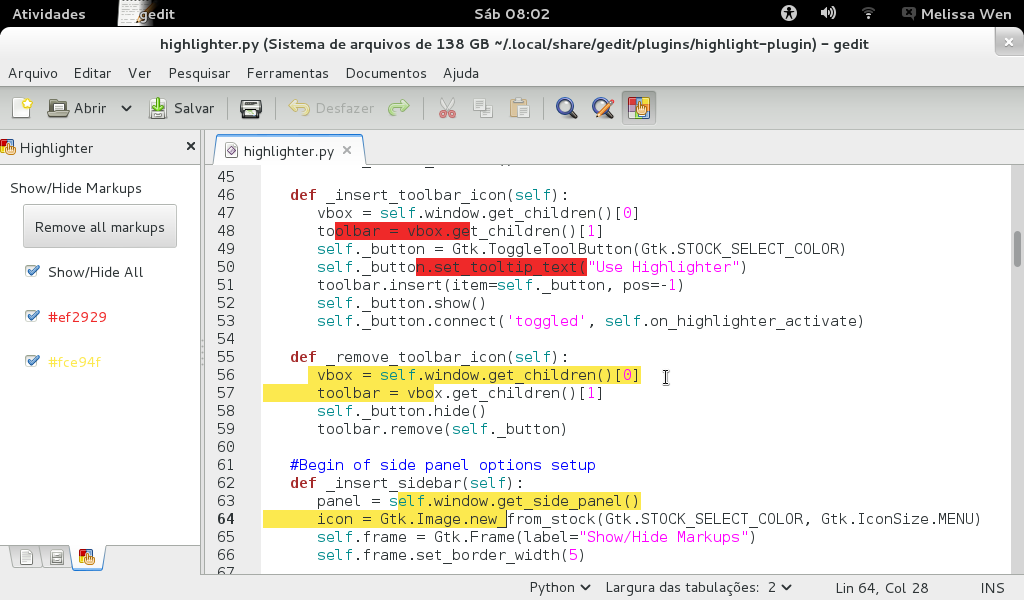 Atividades gedit Sáb 08:02 Melissa Wen
highlighter.py (Sistema de arquivos de 138 GB ~/.local/share/gedit/plugins/highlight-plugin) – gedit
Arquivo Editar Ver Pesquisar Ferramentas Documentos Ajuda
Abrir Salvar Desfazer
Highlighter
Show/Hide Markups
Remove all markups
Show/Hide All
#ef2929
#fce94f
highlighter.py
45
46 def _insert_toolbar_icon(self):
47 vbox = self.window.get_children()[0]
48 toolbar = vbox.get_children()[1]
49 self._button = Gtk.ToggleToolButton(Gtk.STOCK_SELECT_COLOR)
50 self._button.set_tooltip_text("Use Highlighter")
51 toolbar.insert(item=self._button, pos=-1)
52 self._button.show()
53 self._button.connect('toggled', self.on_highlighter_activate)
54
55 def _remove_toolbar_icon(self):
56 vbox = self.window.get_children()[0]
57 toolbar = vbox.get_children()[1]
58 self._button.hide()
59 toolbar.remove(self._button)
60
61 #Begin of side panel options setup
62 def _insert_sidebar(self):
63 panel = self.window.get_side_panel()
64 icon = Gtk.Image.new_from_stock(Gtk.STOCK_SELECT_COLOR, Gtk.IconSize.MENU)
65 self.frame = Gtk.Frame(label="Show/Hide Markups")
66 self.frame.set_border_width(5)
67
Python Largura das tabulações: 2 Lin 64, Col 28 INS